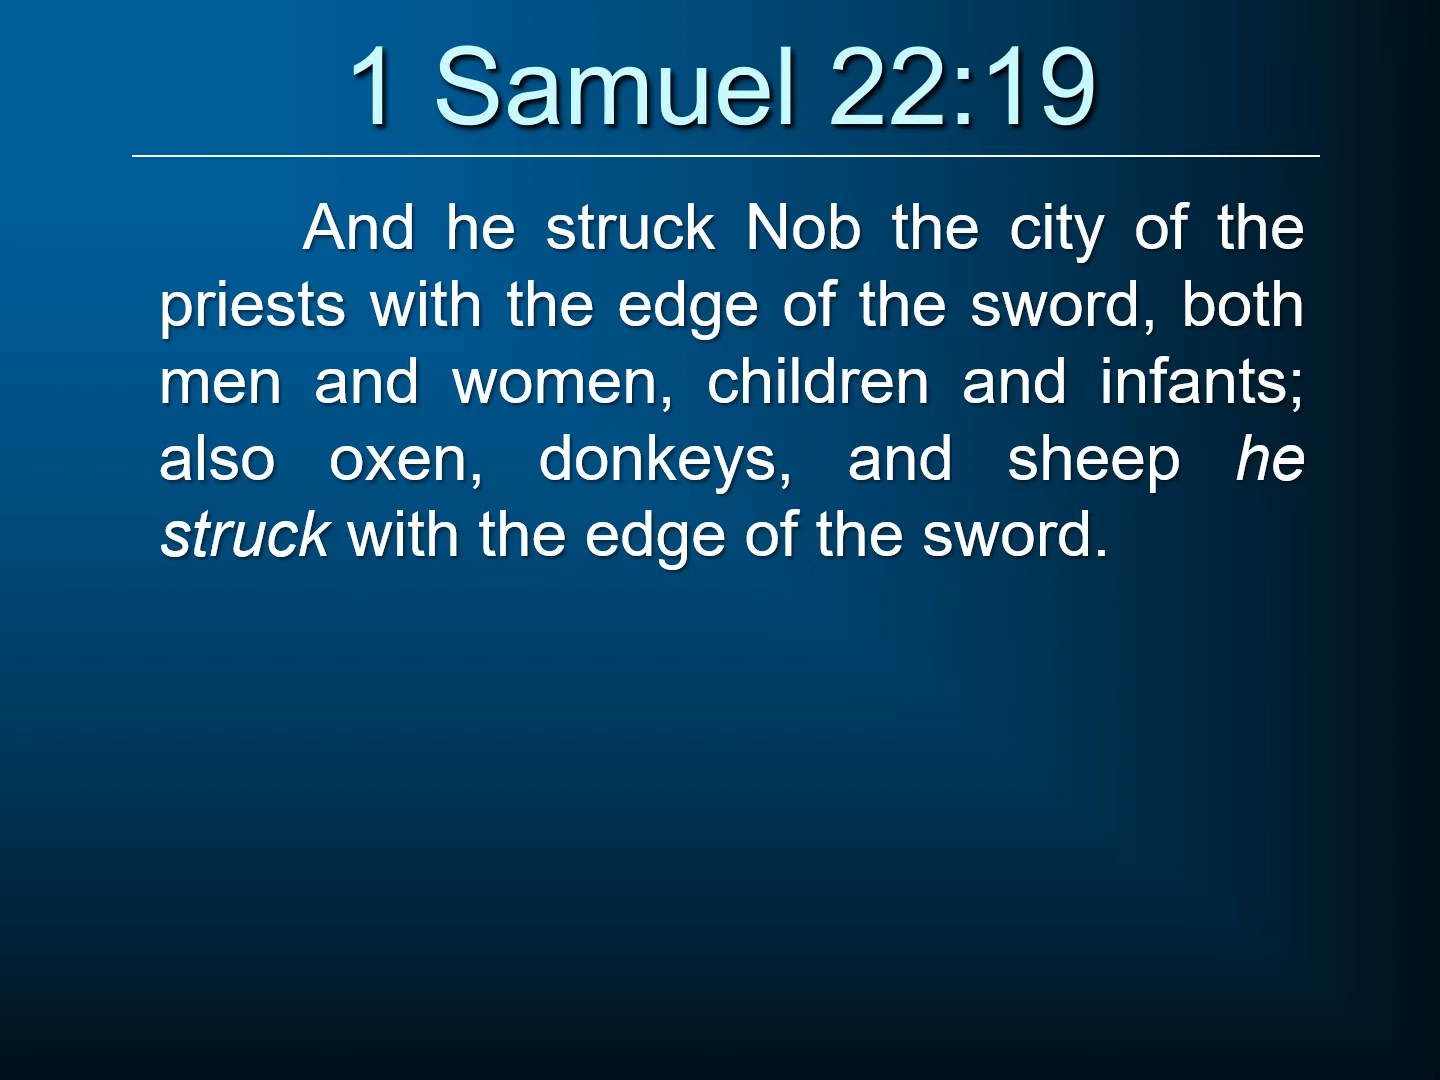 1 Samuel 22:19
And he struck Nob the city of the
priests with the edge of the sword, both
men and women, children and infants;
also oxen, donkeys, and sheep he
struck with the edge of the sword.